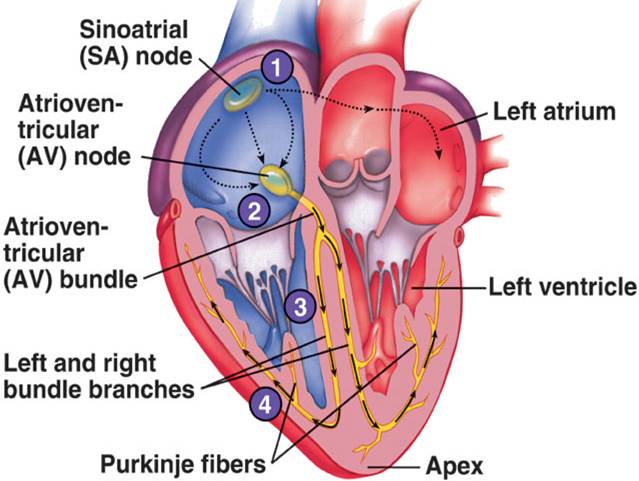 Sinoatrial
(SA) node
1
Atrioven-
tricular
(AV) node
Left atrium
2
Atrioven-
tricular
(AV) bundle
Left ventricle
3
Left and right
bundle branches
4
Purkinje fibers
Apex